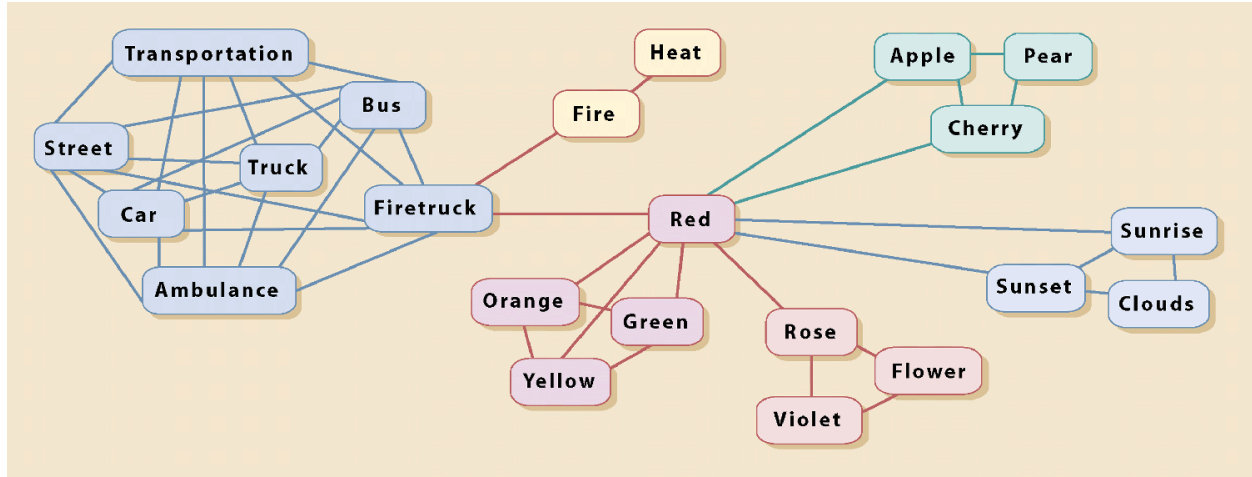 Transportation
Heat
Apple
Pear
Bus
Fire
Cherry
Street
Truck
Car
Firetruck
Red
Sunrise
Ambulance
Sunset
Clouds
Orange
Green
Rose
Yellow
Flower
Violet